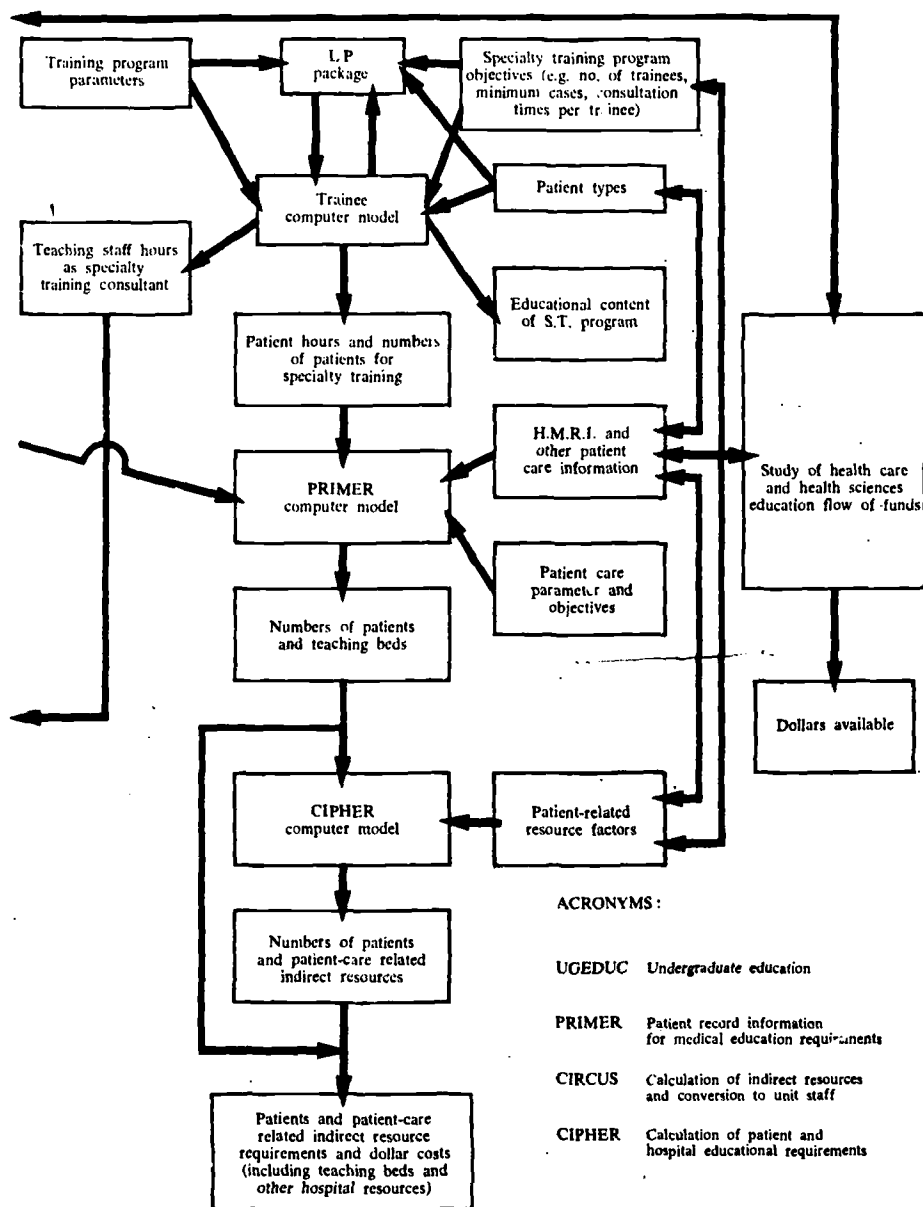 Training program
parameters
L P
package
Specialty training program
objectives (e.g. no. of trainees,
minimum cases, consultation
times per trainee)
Trainee
computer model
Patient types
Teaching staff hours
as specialty
training consultant
Educational content
of S.T. program
Patient hours and numbers
of patients for
specialty training
H.M.R.I. and
other patient
care information
Study of health care
and health sciences
education flow of funds
PRIMER
computer model
Patient care
parameter and
objectives
Numbers of patients
and teaching beds
Dollars available
CIPHER
computer model
Patient-related
resource factors
Numbers of patients
and patient-care related
indirect resources
Patients and patient-care
related indirect resource
requirements and dollar costs
(including teaching beds and
other hospital resources)
ACRONYMS :
UGEDUC Undergraduate education
PRIMER Patient record information
for medical education requirements
CIRCUS Calculation of indirect resources
and conversion to unit staff
CIPHER Calculation of patient and
hospital educational requirements